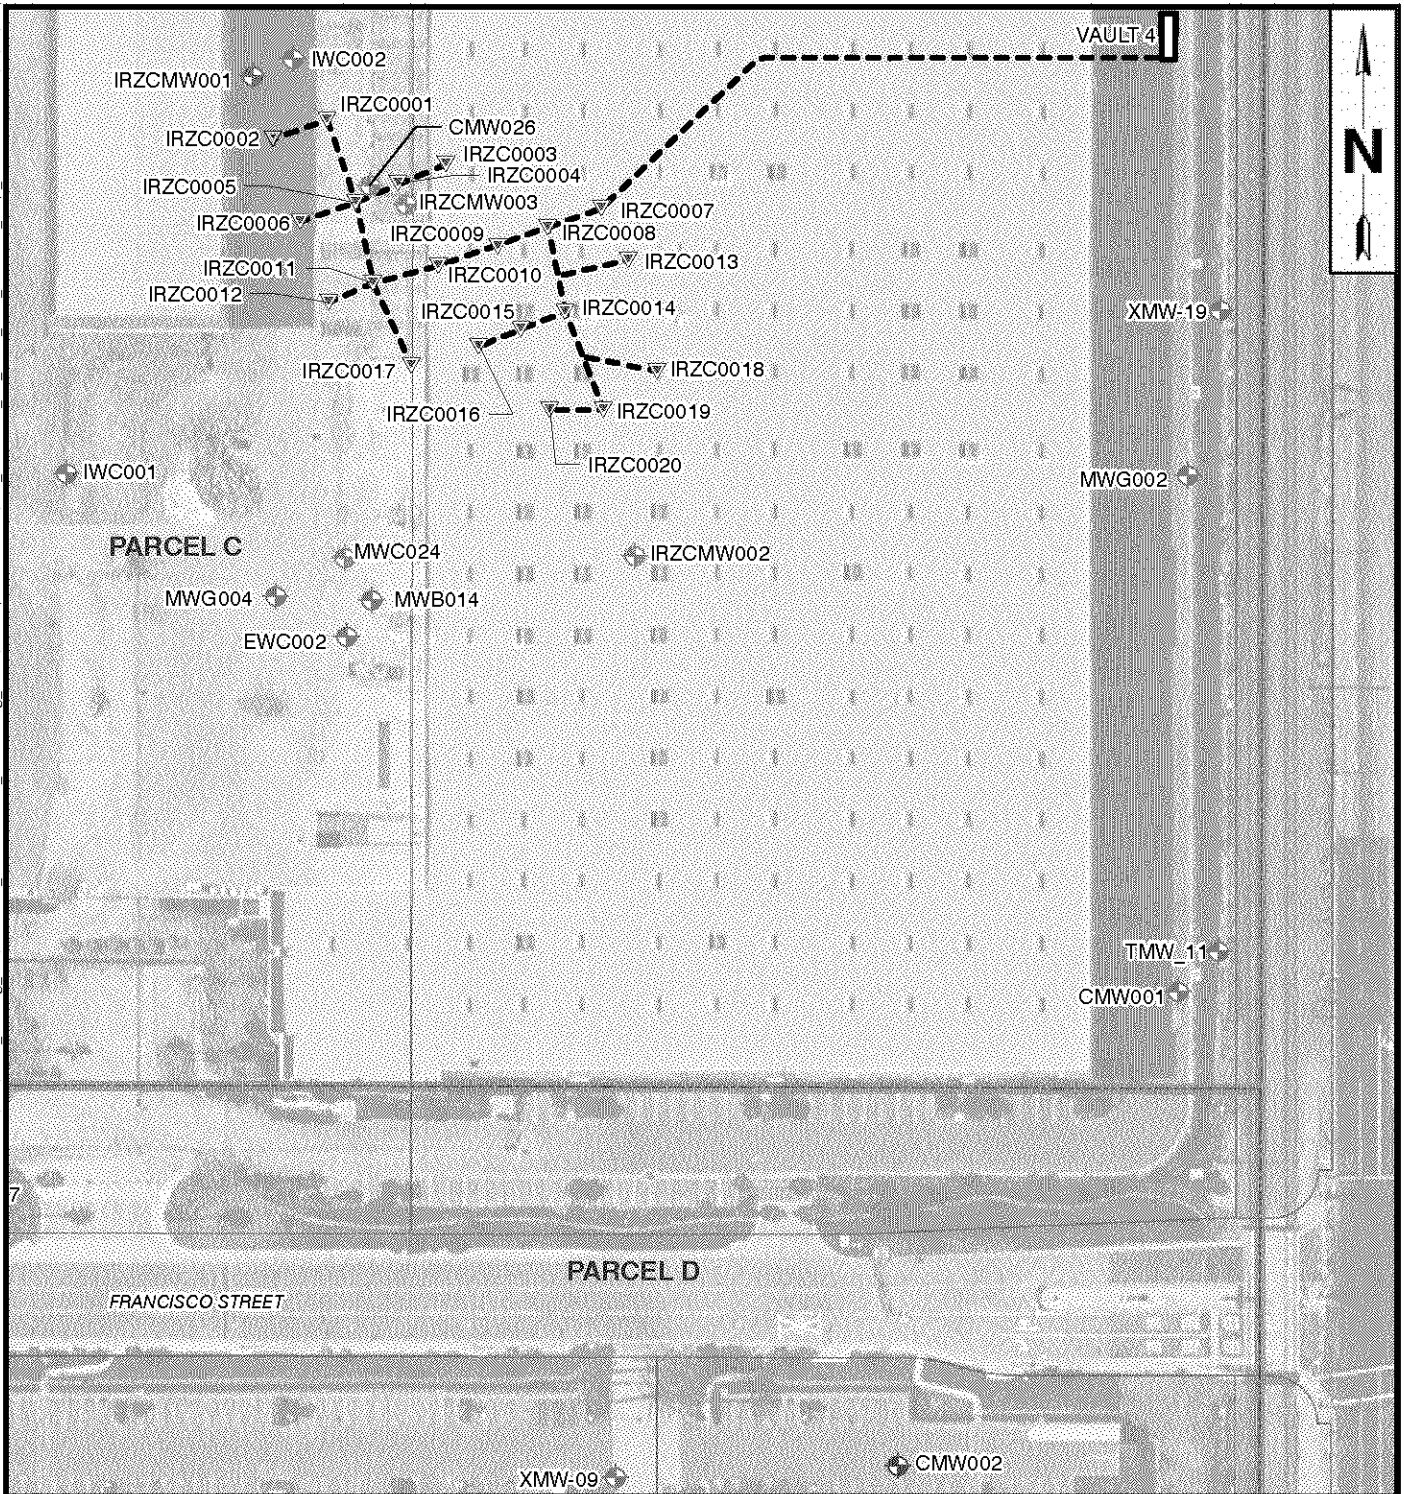 VAULT 4
IWC002
IRZCMW001
N
IRZC0001
CMW026
IRZC0002
IRZC0003
IRZC0004
IRZC0005
IRZCMW003
IRZC0007
IRZC0006
IRZC0009
IRZC0008
IRZC0013
IRZC0011
IRZC0010
IRZC0012
IRZC0015
IRZC0014
XMW-19
IRZC0017
IRZC0018
IRZC0016
IRZC0019
IRZC0020
IWC001
MWG002
PARCEL C
MWC024
IRZCMW002
MWG004
MWB014
EWC002
TMW_11
CMW001
7
PARCEL D
FRANCISCO STREET
CMW002
XMW-09